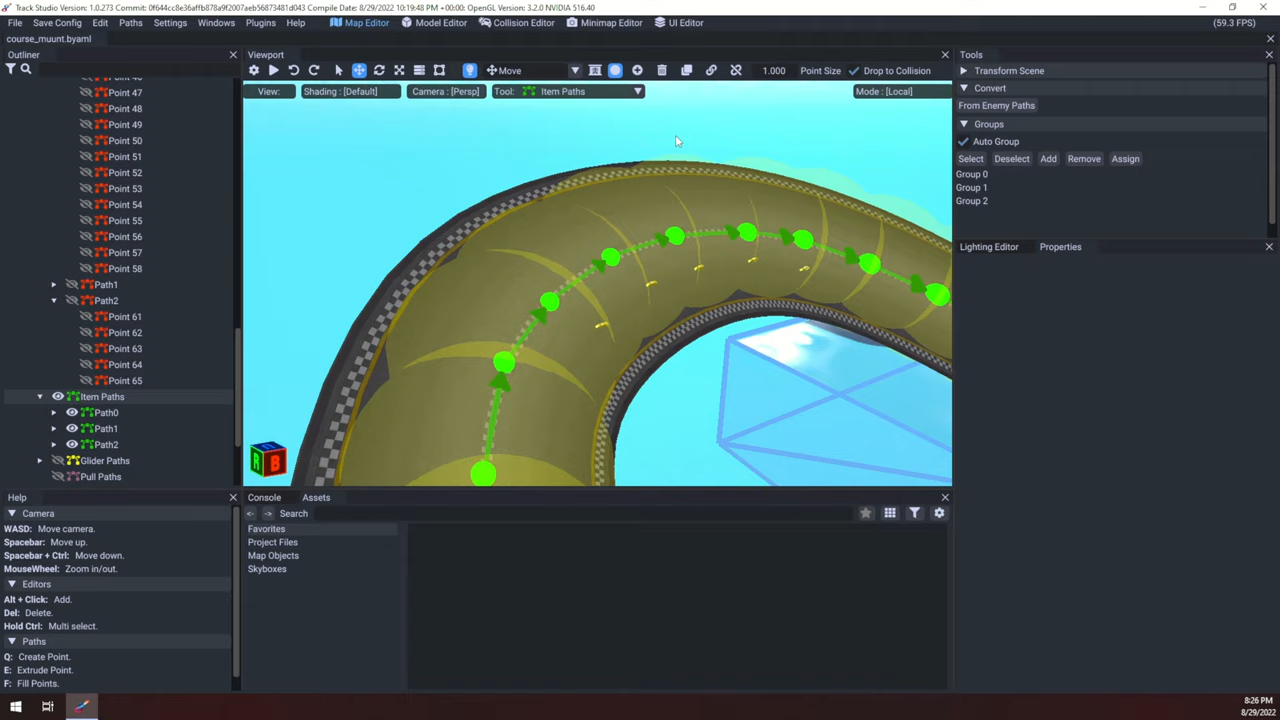 Track Studio Version: 1.0.273 Commit: 0f644cc8e36affb878a9f2007aeb56873481d043 Compile Date: 8/29/2022 10:19:48 PM +00:00: OpenGL Version: 3.2.0 NVIDIA 516.40
File Save Config Edit Paths Settings Windows Plugins Help Map Editor Model Editor Collision Editor Minimap Editor UI Editor (59.3 FPS)
course_muunt.byaml
Outliner
Point 47
Point 48
Point 49
Point 50
Point 51
Point 52
Point 53
Point 54
Point 55
Point 56
Point 57
Point 58
Path1
Path2
Point 61
Point 62
Point 63
Point 64
Point 65
Item Paths
Path0
Path1
Path2
Glider Paths
Pull Paths
Viewport
Move 1.000 Point Size Drop to Collision
View: Shading : [Default] Camera : [Persp] Tool: Item Paths Mode : [Local]
R B
Tools
Transform Scene
Convert
From Enemy Paths
Groups
Auto Group
Select Deselect Add Remove Assign
Group 0
Group 1
Group 2
Lighting Editor Properties
Help
Camera
WASD: Move camera.
Spacebar: Move up.
Spacebar + Ctrl: Move down.
MouseWheel: Zoom in/out.
Editors
Alt + Click: Add.
Del: Delete.
Hold Ctrl: Multi select.
Paths
Q: Create Point.
E: Extrude Point.
F: Fill Points.
Console Assets
<- -> Search
Favorites
Project Files
Map Objects
Skyboxes
8:26 PM
8/29/2022